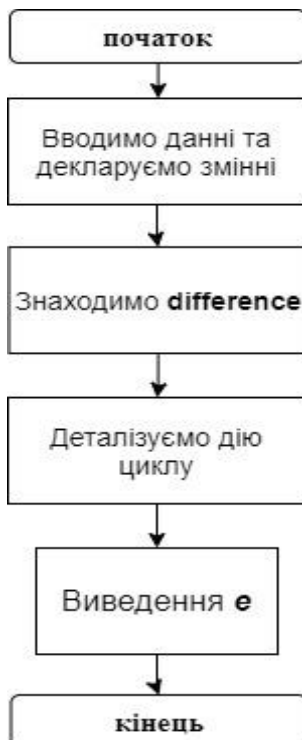 початок
Вводимо данні та
декларуємо змінні
Знаходимо difference
Деталізуємо дію
циклу
Виведення e
кінець